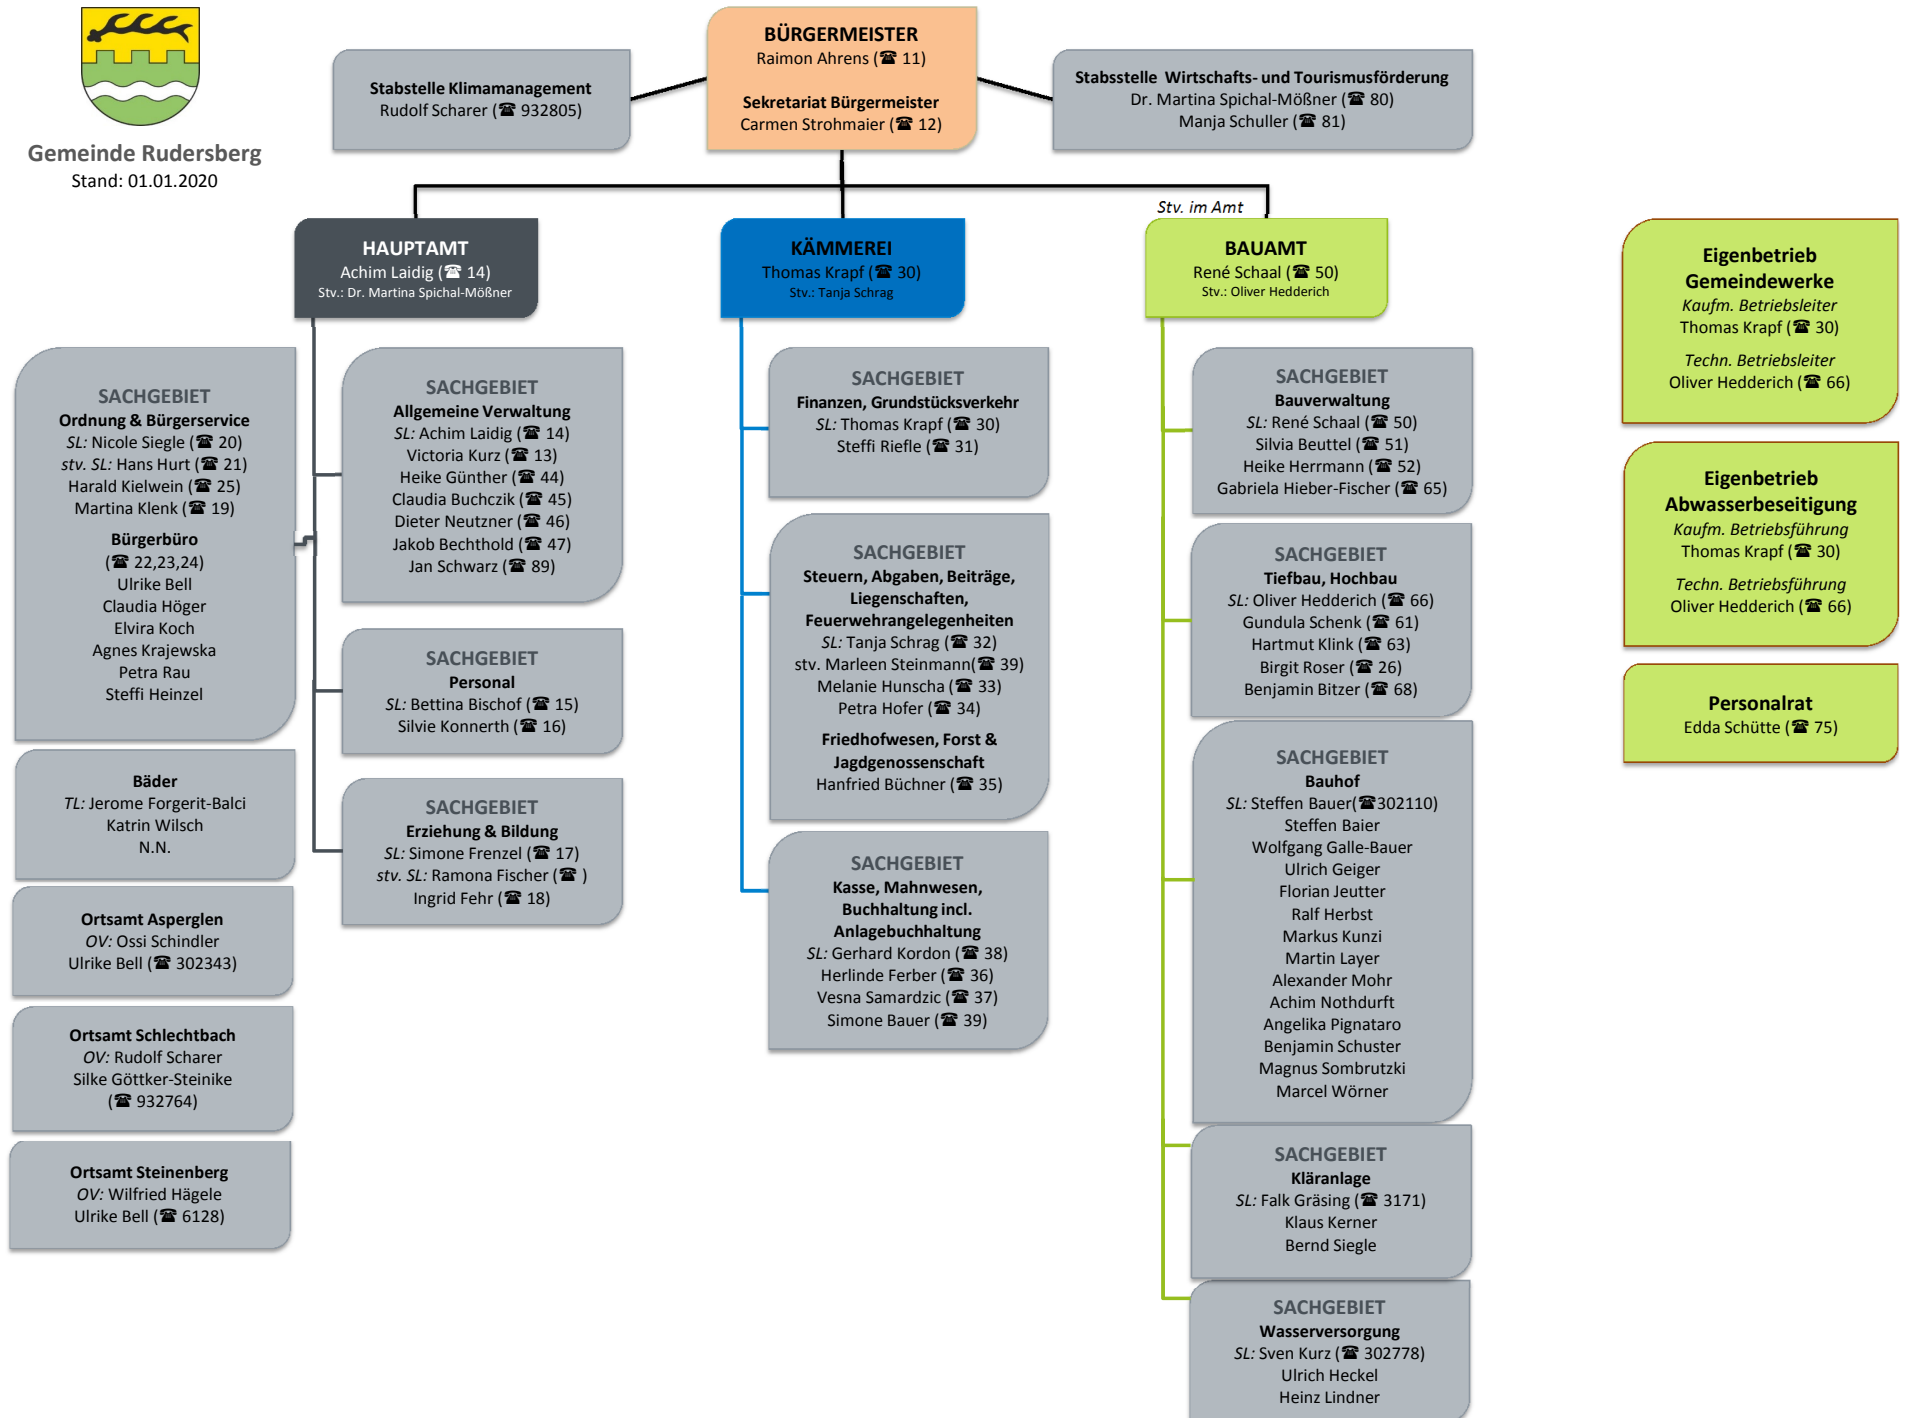 Gemeinde Rudersberg
Stand: 01.01.2020
Stabstelle Klimamanagement
Rudolf Scharer (☎ 932805)
BÜRGERMEISTER
Raimon Ahrens (☎ 11)
Sekretariat Bürgermeister
Carmen Strohmaier (☎ 12)
Stabsstelle Wirtschafts- und Tourismusförderung
Dr. Martina Spichal-Mößner (☎ 80)
Manja Schuller (☎ 81)
HAUPTAMT
Achim Laidig (☎ 14)
Stv.: Dr. Martina Spichal-Mößner
KÄMMEREI
Thomas Krapf (☎ 30)
Stv.: Tanja Schrag
Stv. im Amt
BAUAMT
René Schaal (☎ 50)
Stv.: Oliver Hedderich
SACHGEBIET
Ordnung & Bürgerservice
SL: Nicole Siegle (☎ 20)
stv. SL: Hans Hurt (☎ 21)
Harald Kielwein (☎ 25)
Martina Klenk (☎ 19)
Bürgerbüro
(☎ 22,23,24)
Ulrike Bell
Claudia Höger
Elvira Koch
Agnes Krajewska
Petra Rau
Steffi Heinzel
Bäder
TL: Jerome Forgerit-Balci
Katrin Wilsch
N.N.
Ortsamt Asperglen
OV: Ossi Schindler
Ulrike Bell (☎ 302343)
Ortsamt Schlechtbach
OV: Rudolf Scharer
Silke Göttker-Steinike
(☎ 932764)
Ortsamt Steinenberg
OV: Wilfried Hägele
Ulrike Bell (☎ 6128)
SACHGEBIET
Allgemeine Verwaltung
SL: Achim Laidig (☎ 14)
Victoria Kurz (☎ 13)
Heike Günther (☎ 44)
Claudia Buchczik (☎ 45)
Dieter Neutzner (☎ 46)
Jakob Bechthold (☎ 47)
Jan Schwarz (☎ 89)
SACHGEBIET
Personal
SL: Bettina Bischof (☎ 15)
Silvie Konnerth (☎ 16)
SACHGEBIET
Erziehung & Bildung
SL: Simone Frenzel (☎ 17)
stv. SL: Ramona Fischer (☎ )
Ingrid Fehr (☎ 18)
SACHGEBIET
Finanzen, Grundstücksverkehr
SL: Thomas Krapf (☎ 30)
Steffi Riefle (☎ 31)
SACHGEBIET
Steuern, Abgaben, Beiträge,
Liegenschaften,
Feuerwehrangelegenheiten
SL: Tanja Schrag (☎ 32)
stv. Marleen Steinmann(☎ 39)
Melanie Hunscha (☎ 33)
Petra Hofer (☎ 34)
Friedhofwesen, Forst &
Jagdgenossenschaft
Hanfried Büchner (☎ 35)
SACHGEBIET
Kasse, Mahnwesen,
Buchhaltung incl.
Anlagebuchhaltung
SL: Gerhard Kordon (☎ 38)
Herlinde Ferber (☎ 36)
Vesna Samardzic (☎ 37)
Simone Bauer (☎ 39)
SACHGEBIET
Bauverwaltung
SL: René Schaal (☎ 50)
Silvia Beuttel (☎ 51)
Heike Herrmann (☎ 52)
Gabriela Hieber-Fischer (☎ 65)
SACHGEBIET
Tiefbau, Hochbau
SL: Oliver Hedderich (☎ 66)
Gundula Schenk (☎ 61)
Hartmut Klink (☎ 63)
Birgit Roser (☎ 26)
Benjamin Bitzer (☎ 68)
SACHGEBIET
Bauhof
SL: Steffen Bauer(☎302110)
Steffen Baier
Wolfgang Galle-Bauer
Ulrich Geiger
Florian Jeutter
Ralf Herbst
Markus Kunzi
Martin Layer
Alexander Mohr
Achim Nothdurft
Angelika Pignataro
Benjamin Schuster
Magnus Sombrutzki
Marcel Wörner
SACHGEBIET
Kläranlage
SL: Falk Gräsing (☎ 3171)
Klaus Kerner
Bernd Siegle
SACHGEBIET
Wasserversorgung
SL: Sven Kurz (☎ 302778)
Ulrich Heckel
Heinz Lindner
Eigenbetrieb
Gemeindewerke
Kaufm. Betriebsleiter
Thomas Krapf (☎ 30)
Techn. Betriebsleiter
Oliver Hedderich (☎ 66)
Eigenbetrieb
Abwasserbeseitigung
Kaufm. Betriebsführung
Thomas Krapf (☎ 30)
Techn. Betriebsführung
Oliver Hedderich (☎ 66)
Personalrat
Edda Schütte (☎ 75)